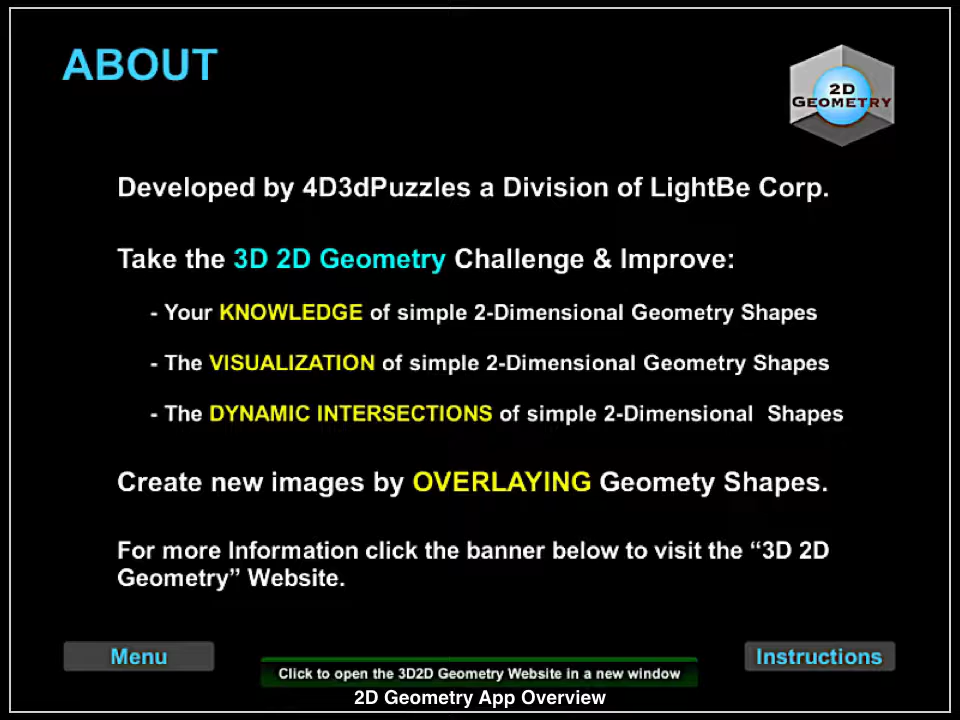 ABOUT
2D
GEOMETRY
Developed by 4D3dPuzzles a Division of LightBe Corp.
Take the 3D 2D Geometry Challenge & Improve:
- Your KNOWLEDGE of simple 2-Dimensional Geometry Shapes
- The VISUALIZATION of simple 2-Dimensional Geometry Shapes
- The DYNAMIC INTERSECTIONS of simple 2-Dimensional Shapes
Create new images by OVERLAYING Geomety Shapes.
For more Information click the banner below to visit the “3D 2D
Geometry” Website.
Menu
Instructions
Click to open the 3D2D Geometry Website in a new window
2D Geometry App Overview